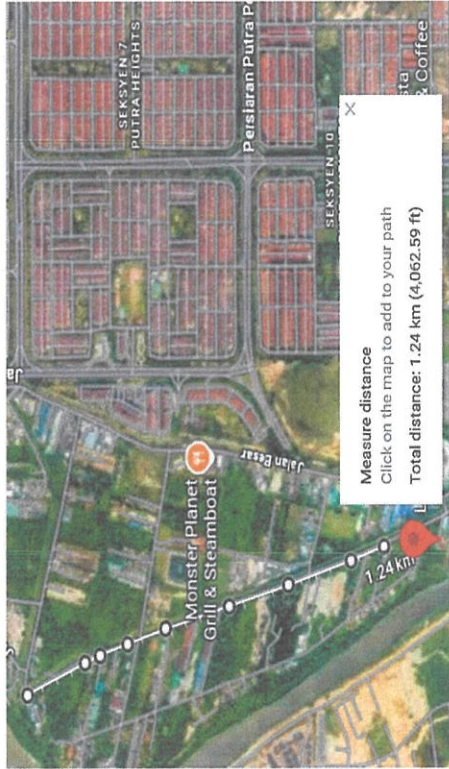 SEKSYEN 7
PUTRA HEIGHTS
Persiaran Putra P
Ja
SEKSYEN 10
Monster Planet
Grill & Steamboat
Jalan Besar
sta
& Coffee
Measure distance
Click on the map to add to your path
Total distance: 1.24 km (4,062.59 ft)
1.24 km
L